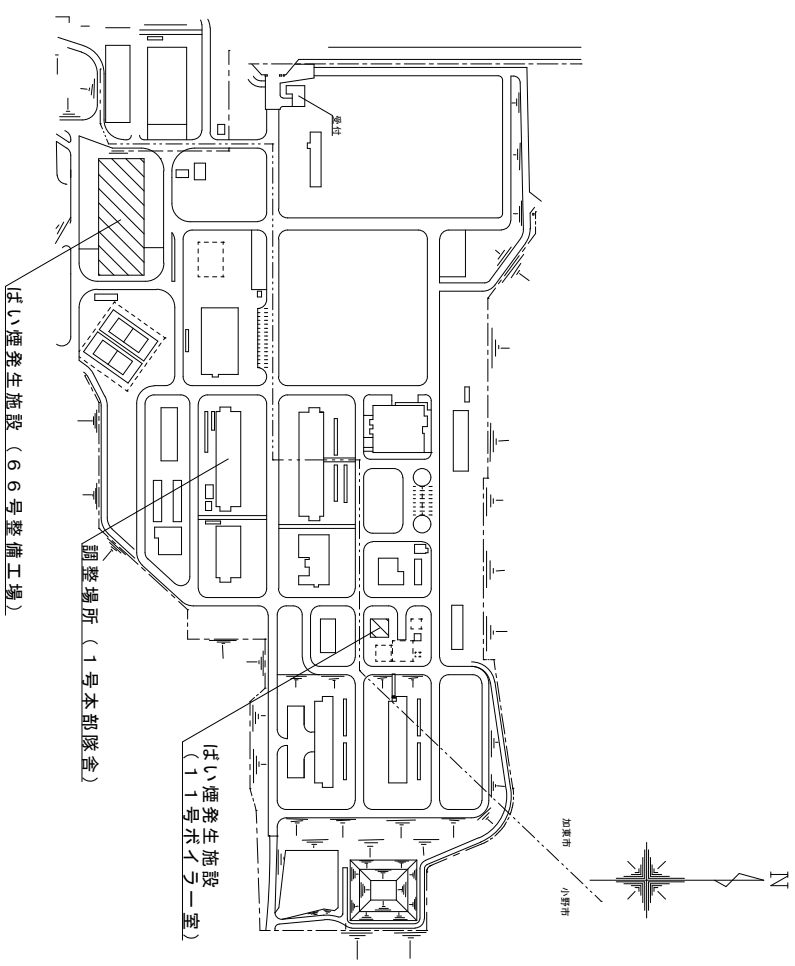 受付
ばい煙発生施設（６６号整備工場）
調整場所（１号本部隊舎）
ばい煙発生施設
（１１号ボイラー室）
加東市
小野市
N